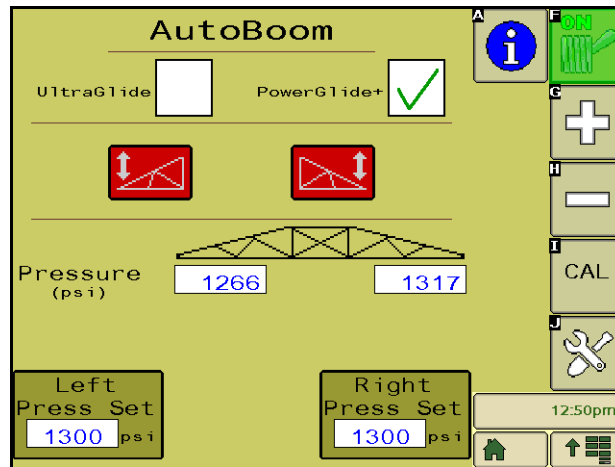 AutoBoom
A
F
ON
UltraGlide
PowerGlide+
G
H
Pressure
(psi)
1266
1317
I
CAL
J
Left
Press Set
1300 psi
Right
Press Set
1300 psi
12:50pm